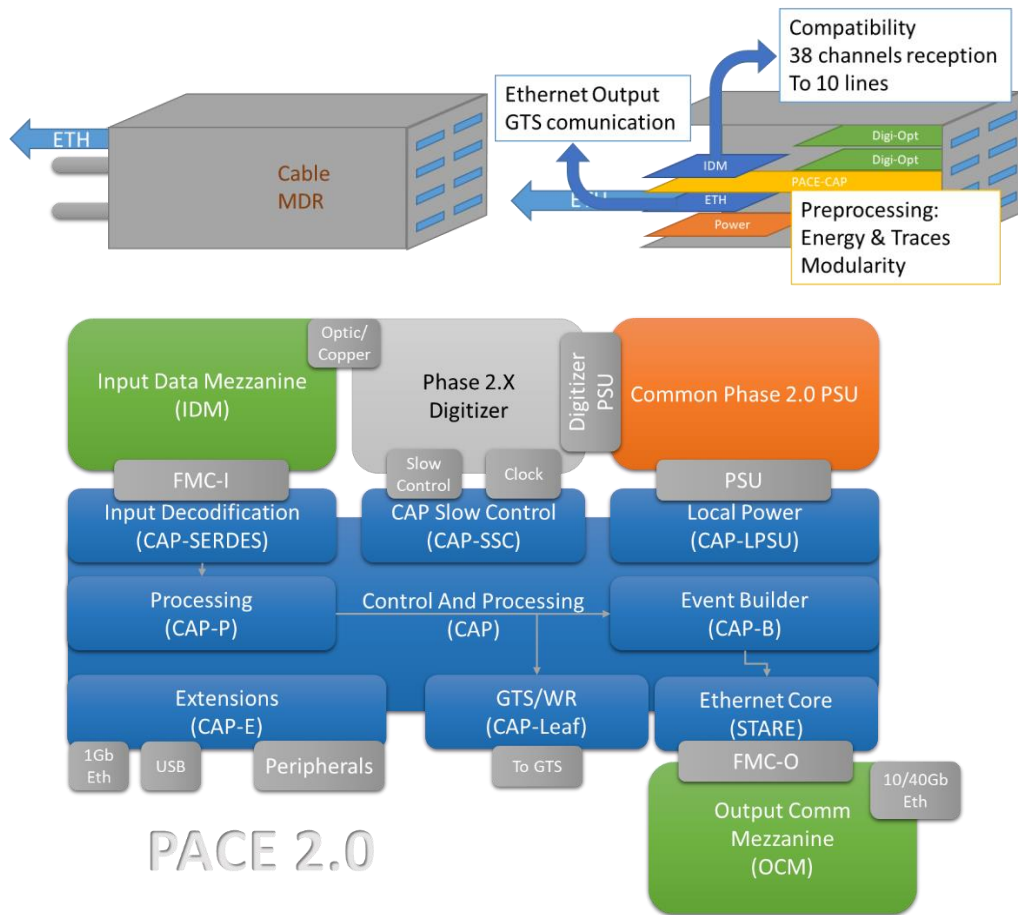 Compatibility
38 channels reception
To 10 lines
Ethernet Output
GTS comunication
ETH
Cable
MDR
Digi-Opt
Digi-Opt
IDM
PACE-CAP
ETH
ETH
Power
Preprocessing:
Energy & Traces
Modularity
Optic/
Copper
Input Data Mezzanine
(IDM)
Phase 2.X
Digitizer
Digitizer
PSU
Common Phase 2.0 PSU
FMC-I
Slow
Control
Clock
PSU
Input Decodification
(CAP-SERDES)
CAP Slow Control
(CAP-SSC)
Local Power
(CAP-LPSU)
Processing
(CAP-P)
Control And Processing
(CAP)
Event Builder
(CAP-B)
Extensions
(CAP-E)
GTS/WR
(CAP-Leaf)
Ethernet Core
(STARE)
1Gb
Eth
USB
Peripherals
To GTS
FMC-O
10/40Gb
Eth
Output Comm
Mezzanine
(OCM)
PACE 2.0